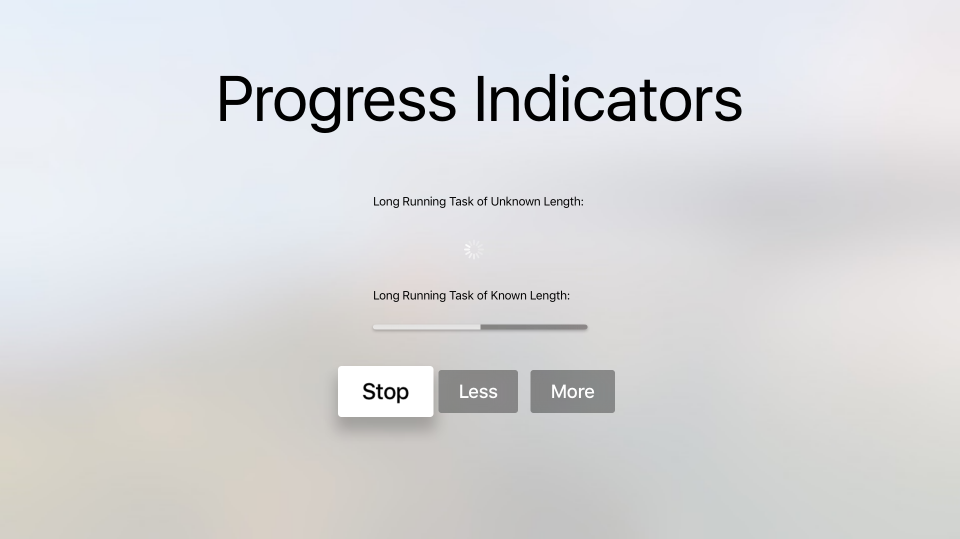 Progress Indicators
Long Running Task of Unknown Length:
Long Running Task of Known Length:
Stop
Less
More